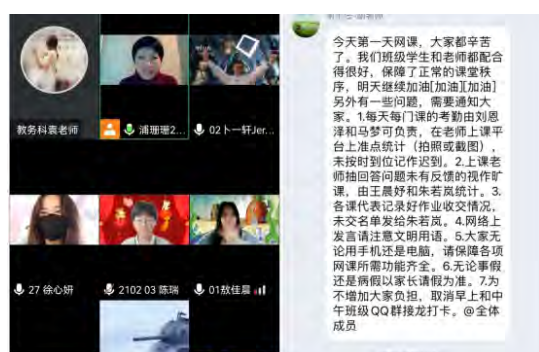 教务科袁老师
浦珊珊2...
02卜一轩Jer...
27 徐心妍
2102 03 陈瑞
01敖佳晨
今天第一天网课，大家都辛苦
了。我们班级学生和老师都配合
得很好，保障了正常的课堂秩
序，明天继续加油[加油][加油]
另外有一些问题，需要通知大
家。1.每天每门课的考勤由刘恩
泽和马梦可负责，在老师上课平
台上准点统计（拍照或截图），
未按时到位记作迟到。2.上课老
师抽回答问题未有反馈的视作旷
课，由王晨妤和朱若岚统计。3.
各课代表记录好作业收交情况，
未交名单发给朱若岚。4.网络上
发言请注意文明用语。5.大家无
论用手机还是电脑，请保障各项
网课所需功能齐全。6.无论事假
还是病假以家长请假为准。7.为
不增加大家负担，取消早上和中
午班级QQ群接龙打卡。@全体
成员